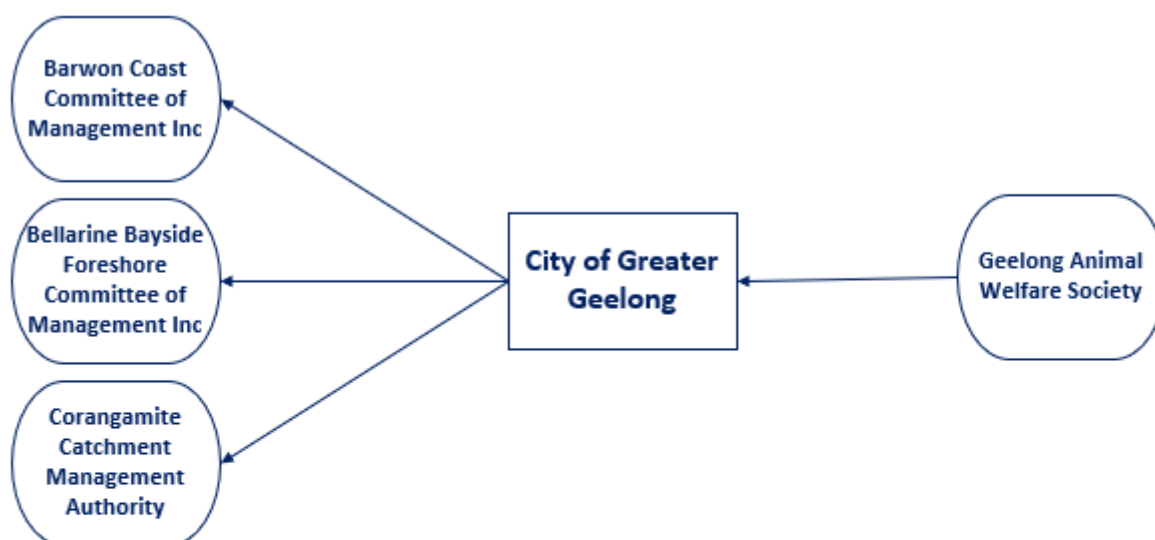 Barwon Coast
Committee of
Management Inc
Bellarine Bayside
Foreshore
Committee of
Management Inc
Corangamite
Catchment
Management
Authority
City of Greater
Geelong
Geelong Animal
Welfare Society